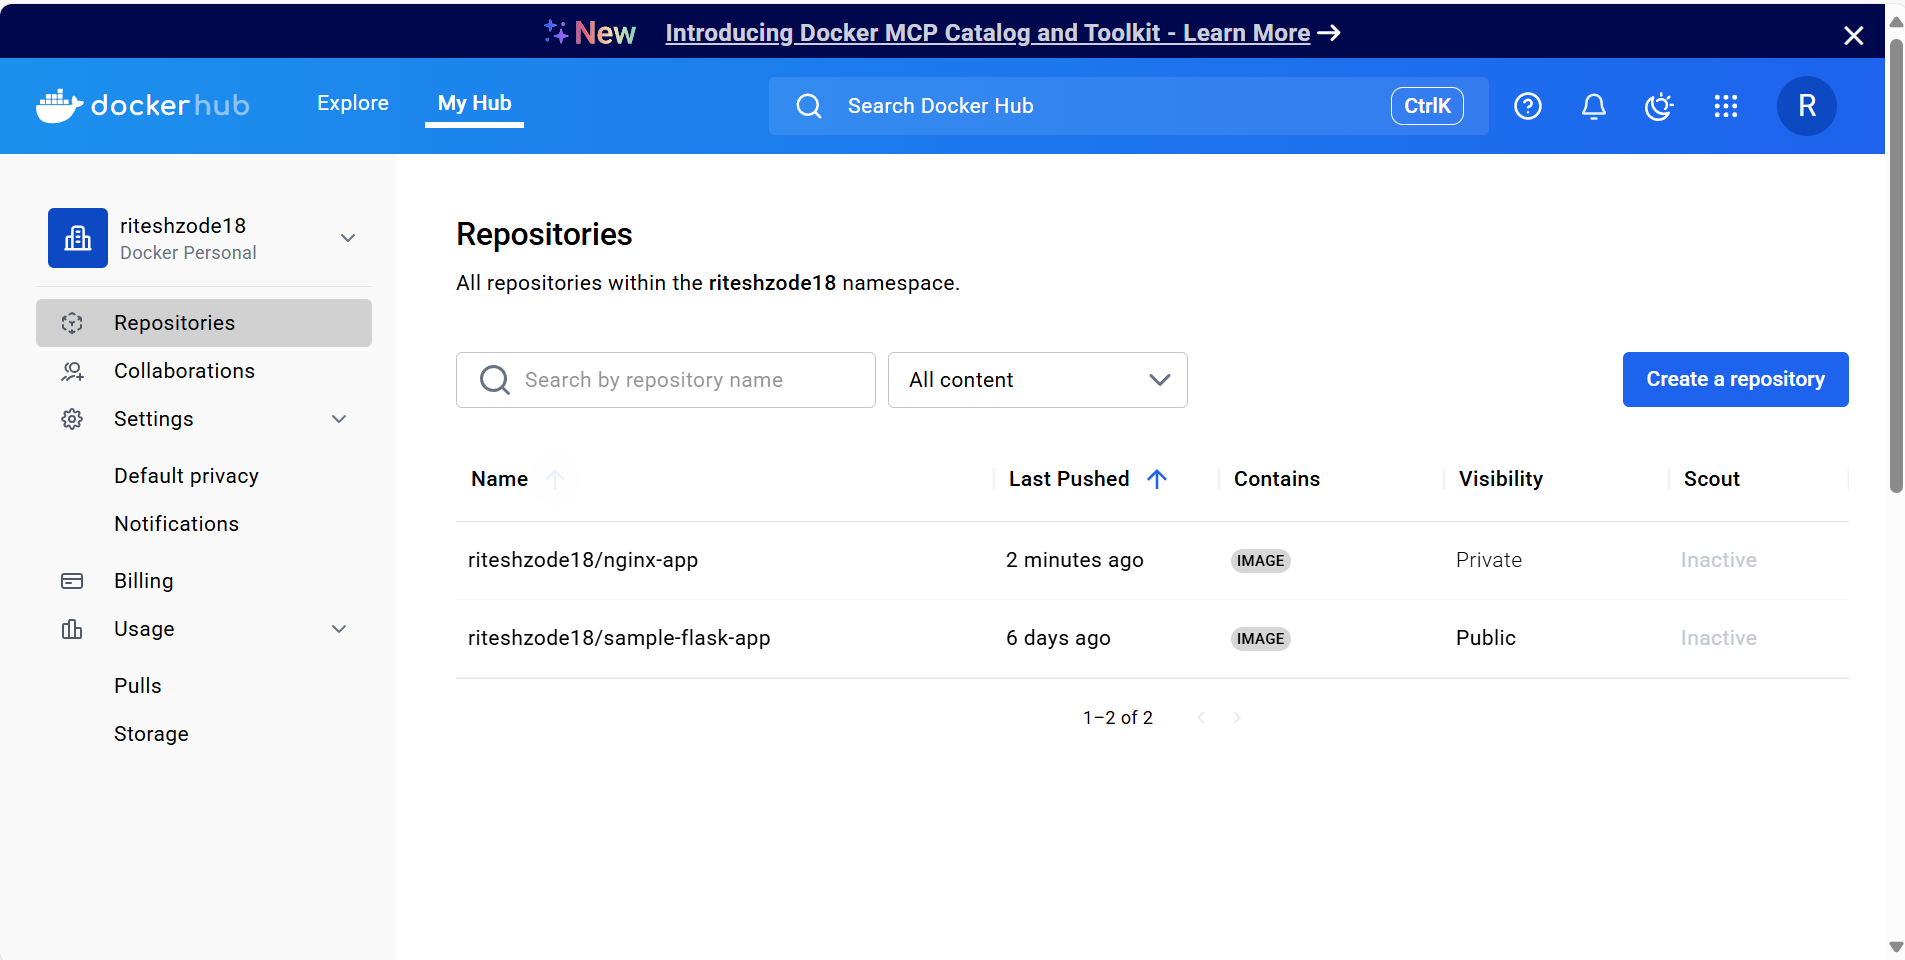 New Introducing Docker MCP Catalog and Toolkit - Learn More →
dockerhub
Explore
My Hub
Search Docker Hub
CtrlK
R
riteshzode18
Docker Personal
Repositories
Collaborations
Settings
Default privacy
Notifications
Billing
Usage
Pulls
Storage
Repositories
All repositories within the riteshzode18 namespace.
Search by repository name
All content
Create a repository
Name Last Pushed Contains Visibility Scout
riteshzode18/nginx-app 2 minutes ago IMAGE Private Inactive
riteshzode18/sample-flask-app 6 days ago IMAGE Public Inactive
1–2 of 2